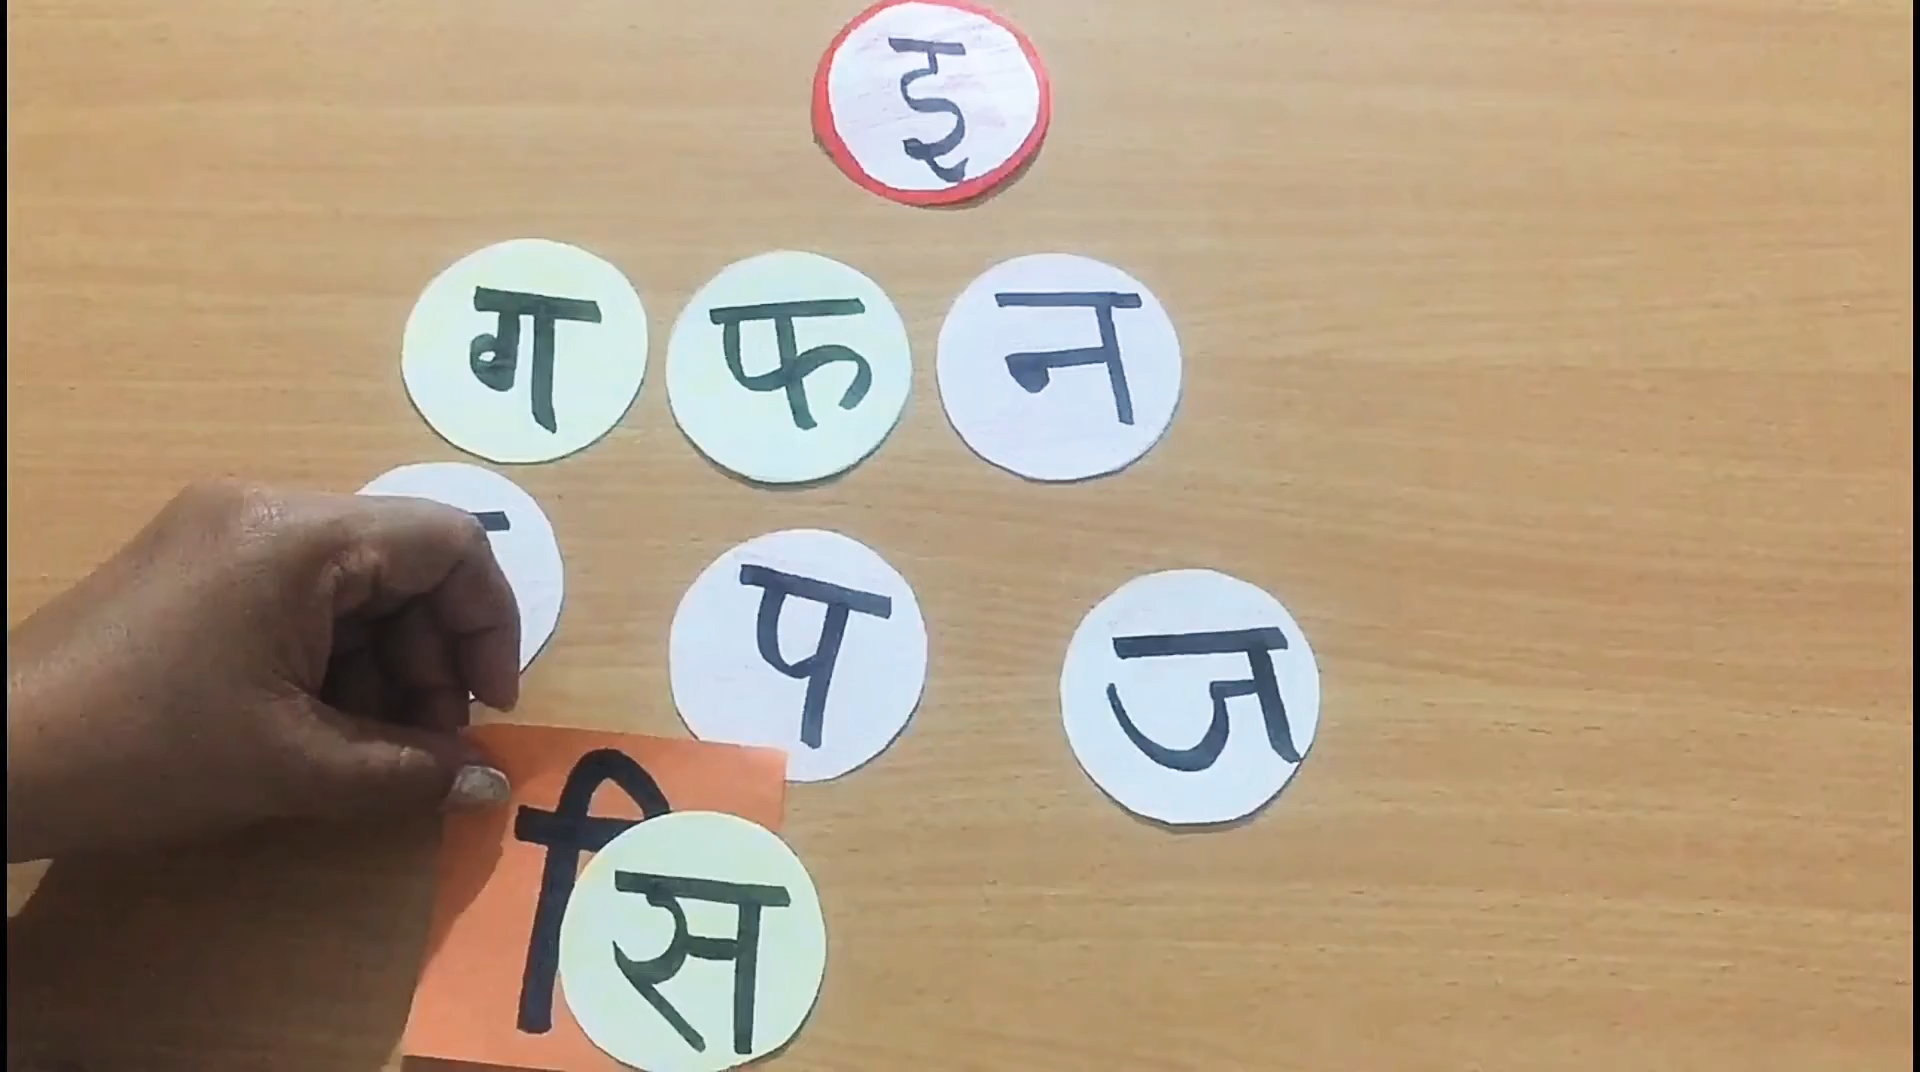 इ
ग फ न
प ज
सि